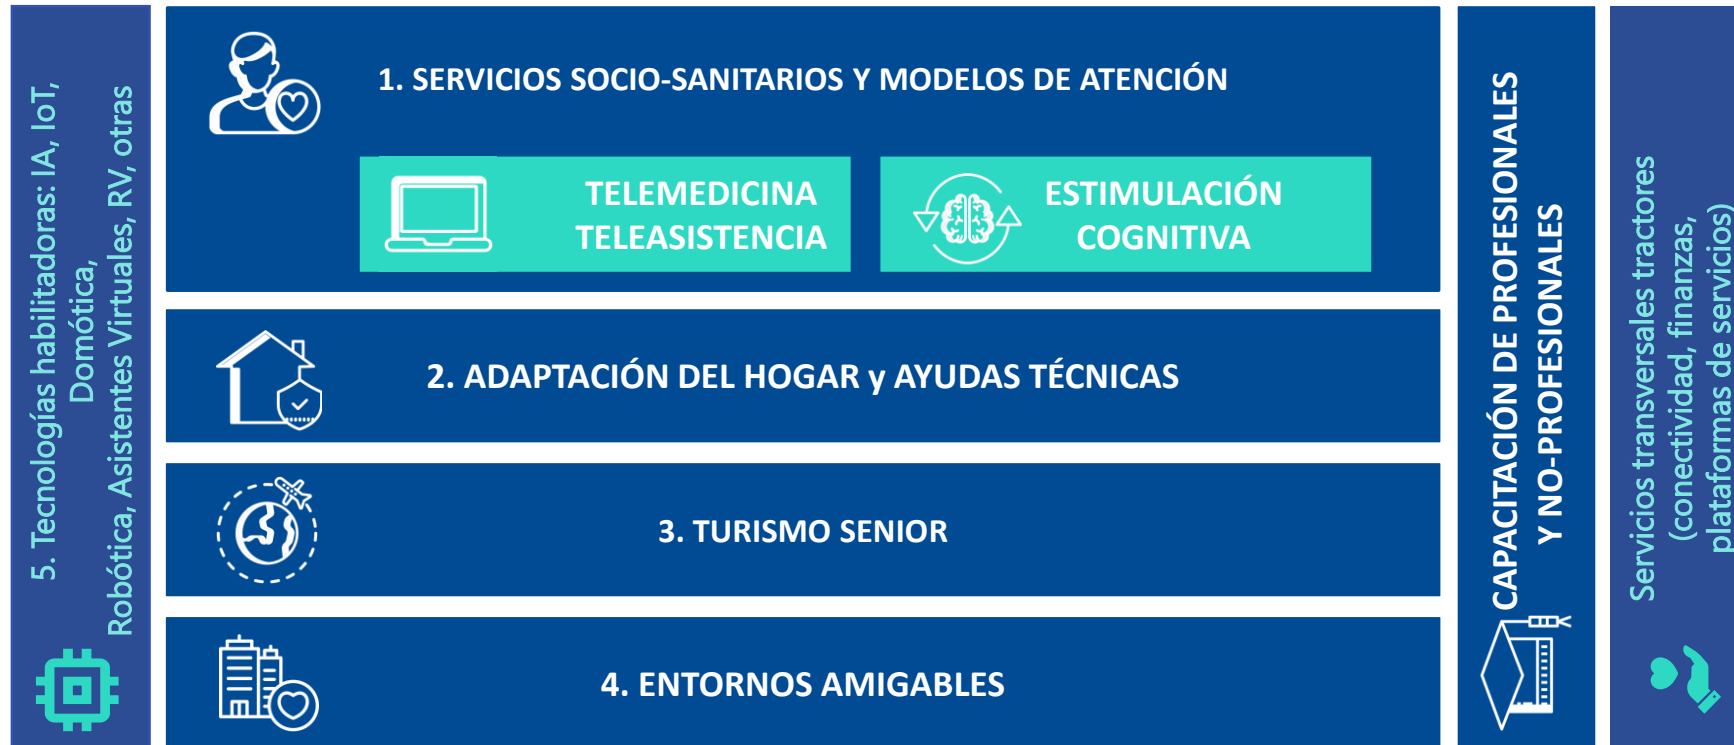 5. Tecnologías habilitadoras: IA, IoT,
Domótica,
Robótica, Asistentes Virtuales, RV, otras
1. SERVICIOS SOCIO-SANITARIOS Y MODELOS DE ATENCIÓN
TELEMEDICINA
TELEASISTENCIA
ESTIMULACIÓN
COGNITIVA
2. ADAPTACIÓN DEL HOGAR y AYUDAS TÉCNICAS
3. TURISMO SENIOR
4. ENTORNOS AMIGABLES
CAPACITACIÓN DE PROFESIONALES
Y NO-PROFESIONALES
Servicios transversales tractores
(conectividad, finanzas,
plataformas de servicios)